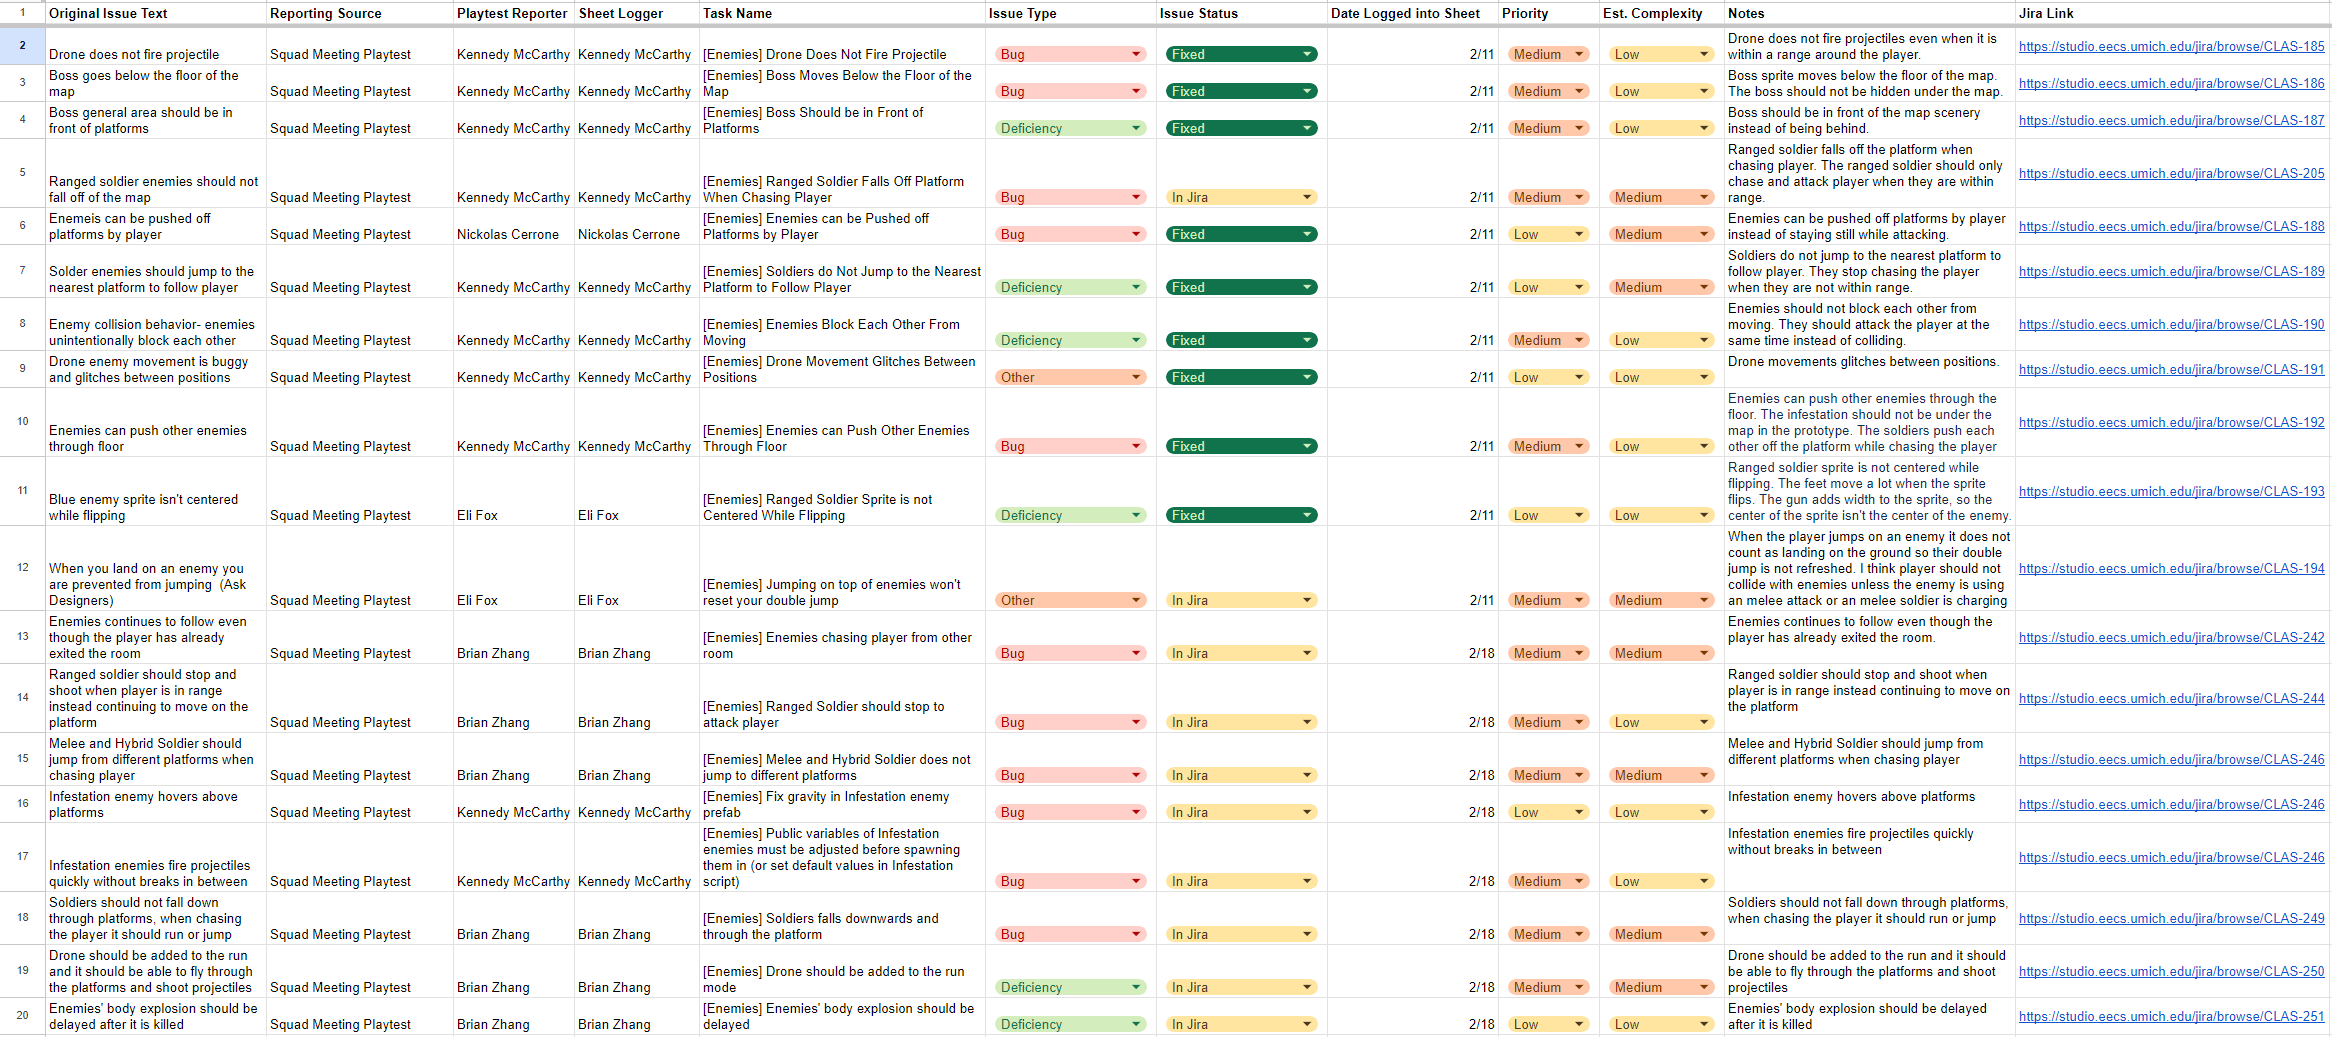 1 Original Issue Text Reporting Source Playtest Reporter Sheet Logger Task Name Issue Type Issue Status Date Logged into Sheet Priority Est. Complexity Notes Jira Link
2 Drone does not fire projectile Squad Meeting Playtest Kennedy McCarthy Kennedy McCarthy [Enemies] Drone Does Not Fire Projectile Bug Fixed 2/11 Medium Low Drone does not fire projectiles even when it is
within a range around the player. https://studio.eecs.umich.edu/jira/browse/CLAS-185
3 Boss goes below the floor of the
map Squad Meeting Playtest Kennedy McCarthy Kennedy McCarthy [Enemies] Boss Moves Below the Floor of the
Map Bug Fixed 2/11 Medium Low Boss sprite moves below the floor of the map.
The boss should not be hidden under the map. https://studio.eecs.umich.edu/jira/browse/CLAS-186
4 Boss general area should be in
front of platforms Squad Meeting Playtest Kennedy McCarthy Kennedy McCarthy [Enemies] Boss Should be in Front of
Platforms Deficiency Fixed 2/11 Medium Low Boss should be in front of the map scenery
instead of being behind. https://studio.eecs.umich.edu/jira/browse/CLAS-187
5 Ranged soldier enemies should not
fall off of the map Squad Meeting Playtest Kennedy McCarthy Kennedy McCarthy [Enemies] Ranged Soldier Falls Off Platform
When Chasing Player Bug In Jira 2/11 Medium Medium Ranged soldier falls off the platform when
chasing player. The ranged soldier should only
chase and attack player when they are within
range. https://studio.eecs.umich.edu/jira/browse/CLAS-205
6 Enemeis can be pushed off
platforms by player Squad Meeting Playtest Nickolas Cerrone Nickolas Cerrone [Enemies] Enemies can be Pushed off
Platforms by Player Bug Fixed 2/11 Low Medium Enemies can be pushed off platforms by player
instead of staying still while attacking. https://studio.eecs.umich.edu/jira/browse/CLAS-188
7 Solder enemies should jump to the
nearest platform to follow player Squad Meeting Playtest Kennedy McCarthy Kennedy McCarthy [Enemies] Soldiers do Not Jump to the Nearest
Platform to Follow Player Deficiency Fixed 2/11 Low Medium Soldiers do not jump to the nearest platform to
follow player. They stop chasing the player
when they are not within range. https://studio.eecs.umich.edu/jira/browse/CLAS-189
8 Enemy collision behavior- enemies
unintentionally block each other Squad Meeting Playtest Kennedy McCarthy Kennedy McCarthy [Enemies] Enemies Block Each Other From
Moving Deficiency Fixed 2/11 Medium Low Enemies should not block each other from
moving. They should attack the player at the
same time instead of colliding. https://studio.eecs.umich.edu/jira/browse/CLAS-190
9 Drone enemy movement is buggy
and glitches between positions Squad Meeting Playtest Kennedy McCarthy Kennedy McCarthy [Enemies] Drone Movement Glitches Between
Positions Other Fixed 2/11 Low Low Drone movements glitches between positions. https://studio.eecs.umich.edu/jira/browse/CLAS-191
10 Enemies can push other enemies
through floor Squad Meeting Playtest Kennedy McCarthy Kennedy McCarthy [Enemies] Enemies can Push Other Enemies
Through Floor Bug Fixed 2/11 Medium Low Enemies can push other enemies through the
floor. The infestation should not be under the
map in the prototype. The soldiers push each
other off the platform while chasing the player https://studio.eecs.umich.edu/jira/browse/CLAS-192
11 Blue enemy sprite isn't centered
while flipping Squad Meeting Playtest Eli Fox Eli Fox [Enemies] Ranged Soldier Sprite is not
Centered While Flipping Deficiency Fixed 2/11 Low Low Ranged soldier sprite is not centered while
flipping. The feet move a lot when the sprite
flips. The gun adds width to the sprite, so the
center of the sprite isn't the center of the enemy. https://studio.eecs.umich.edu/jira/browse/CLAS-193
12 When you land on an enemy you
are prevented from jumping (Ask
Designers) Squad Meeting Playtest Eli Fox Eli Fox [Enemies] Jumping on top of enemies won't
reset your double jump Other In Jira 2/11 Medium Medium When the player jumps on an enemy it does not
count as landing on the ground so their double
jump is not refreshed. I think player should not
collide with enemies unless the enemy is using
an melee attack or an melee soldier is charging https://studio.eecs.umich.edu/jira/browse/CLAS-194
13 Enemies continues to follow even
though the player has already
exited the room Squad Meeting Playtest Brian Zhang Brian Zhang [Enemies] Enemies chasing player from other
room Bug In Jira 2/18 Medium Medium Enemies continues to follow even though the
player has already exited the room. https://studio.eecs.umich.edu/jira/browse/CLAS-242
14 Ranged soldier should stop and
shoot when player is in range
instead continuing to move on the
platform Squad Meeting Playtest Brian Zhang Brian Zhang [Enemies] Ranged Soldier should stop to
attack player Bug In Jira 2/18 Medium Low Ranged soldier should stop and shoot when
player is in range instead continuing to move on
the platform https://studio.eecs.umich.edu/jira/browse/CLAS-244
15 Melee and Hybrid Soldier should
jump from different platforms when
chasing player Squad Meeting Playtest Brian Zhang Brian Zhang [Enemies] Melee and Hybrid Soldier does not
jump to different platforms Bug In Jira 2/18 Medium Medium Melee and Hybrid Soldier should jump from
different platforms when chasing player https://studio.eecs.umich.edu/jira/browse/CLAS-246
16 Infestation enemy hovers above
platforms Squad Meeting Playtest Kennedy McCarthy Kennedy McCarthy [Enemies] Fix gravity in Infestation enemy
prefab Bug In Jira 2/18 Low Low Infestation enemy hovers above platforms https://studio.eecs.umich.edu/jira/browse/CLAS-246
17 Infestation enemies fire projectiles
quickly without breaks in between Squad Meeting Playtest Kennedy McCarthy Kennedy McCarthy [Enemies] Public variables of Infestation
enemies must be adjusted before spawning
them in (or set default values in Infestation
script) Bug In Jira 2/18 Medium Low Infestation enemies fire projectiles quickly
without breaks in between https://studio.eecs.umich.edu/jira/browse/CLAS-246
18 Soldiers should not fall down
through platforms, when chasing
the player it should run or jump Squad Meeting Playtest Brian Zhang Brian Zhang [Enemies] Soldiers falls downwards and
through the platform Bug In Jira 2/18 Medium Medium Soldiers should not fall down through platforms,
when chasing the player it should run or jump https://studio.eecs.umich.edu/jira/browse/CLAS-249
19 Drone should be added to the run
and it should be able to fly through
the platforms and shoot projectiles Squad Meeting Playtest Brian Zhang Brian Zhang [Enemies] Drone should be added to the run
mode Deficiency In Jira 2/18 Medium Medium Drone should be added to the run and it should
be able to fly through the platforms and shoot
projectiles https://studio.eecs.umich.edu/jira/browse/CLAS-250
20 Enemies' body explosion should be
delayed after it is killed Squad Meeting Playtest Brian Zhang Brian Zhang [Enemies] Enemies' body explosion should be
delayed Deficiency In Jira 2/18 Low Low Enemies' body explosion should be delayed
after it is killed https://studio.eecs.umich.edu/jira/browse/CLAS-251